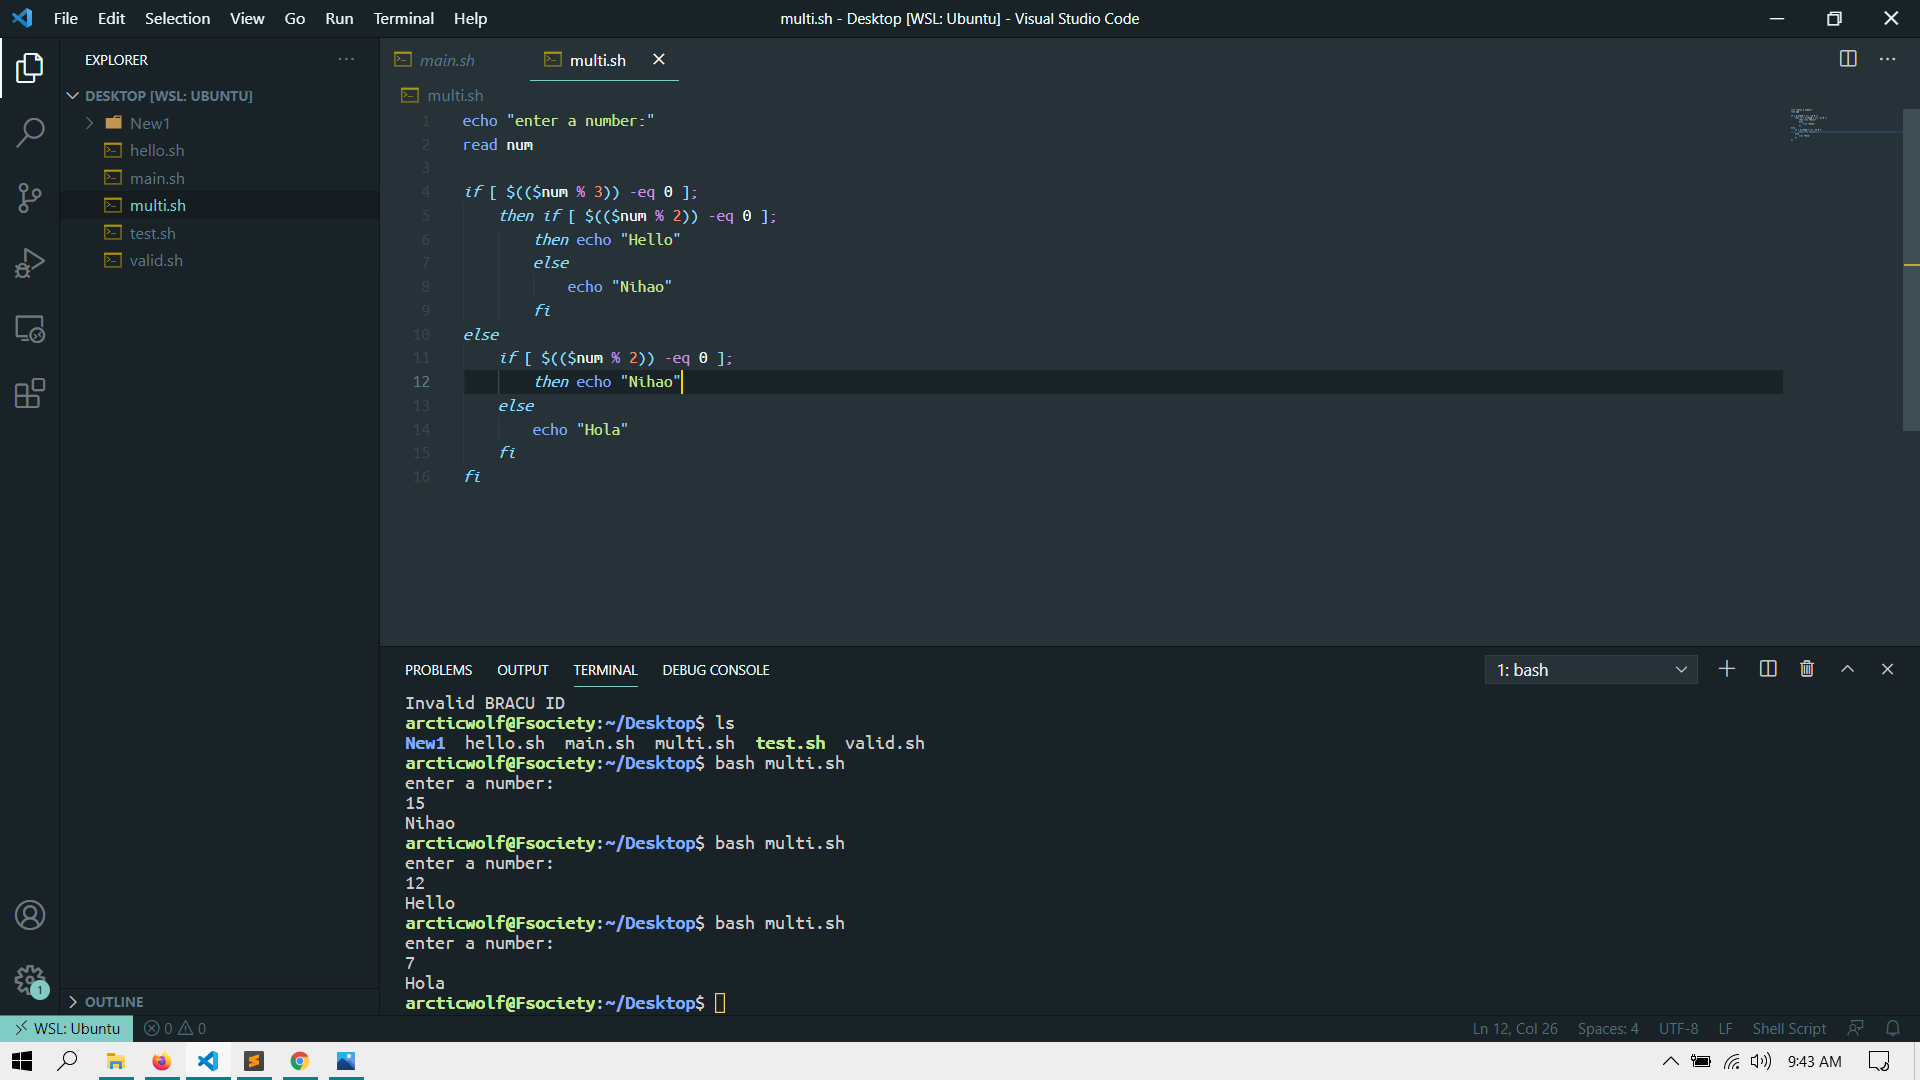 File Edit Selection View Go Run Terminal Help
multi.sh - Desktop [WSL: Ubuntu] - Visual Studio Code
EXPLORER
DESKTOP [WSL: UBUNTU]
New1
hello.sh
main.sh
multi.sh
test.sh
valid.sh
OUTLINE
main.sh multi.sh
multi.sh
1 echo "enter a number:"
2 read num
3
4 if [ $(($num % 3)) -eq 0 ];
5 then if [ $(($num % 2)) -eq 0 ];
6 then echo "Hello"
7 else
8 echo "Nihao"
9 fi
10 else
11 if [ $(($num % 2)) -eq 0 ];
12 then echo "Nihao"
13 else
14 echo "Hola"
15 fi
16 fi
PROBLEMS OUTPUT TERMINAL DEBUG CONSOLE
1: bash
Invalid BRACU ID
arcticwolf@Fsociety:~/Desktop$ ls
New1 hello.sh main.sh multi.sh test.sh valid.sh
arcticwolf@Fsociety:~/Desktop$ bash multi.sh
enter a number:
15
Nihao
arcticwolf@Fsociety:~/Desktop$ bash multi.sh
enter a number:
12
Hello
arcticwolf@Fsociety:~/Desktop$ bash multi.sh
enter a number:
7
Hola
arcticwolf@Fsociety:~/Desktop$
1
WSL: Ubuntu 0 0
Ln 12, Col 26 Spaces: 4 UTF-8 LF Shell Script
9:43 AM